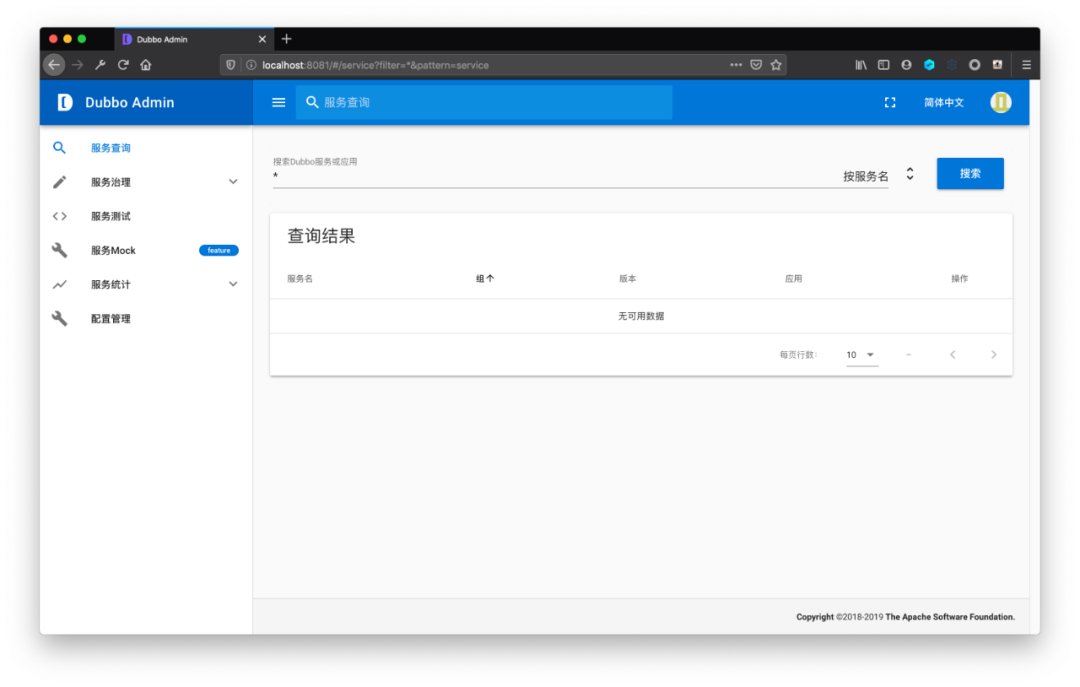 Dubbo Admin
localhost:8081/#/service?filter=*&pattern=service
Dubbo Admin
服务查询
简体中文
服务查询
服务治理
服务测试
服务Mock
feature
服务统计
配置管理
搜索Dubbo服务或应用
*
按服务名
搜索
查询结果
服务名
组
版本
应用
操作
无可用数据
每页行数:
10
-
Copyright ©2018-2019 The Apache Software Foundation.